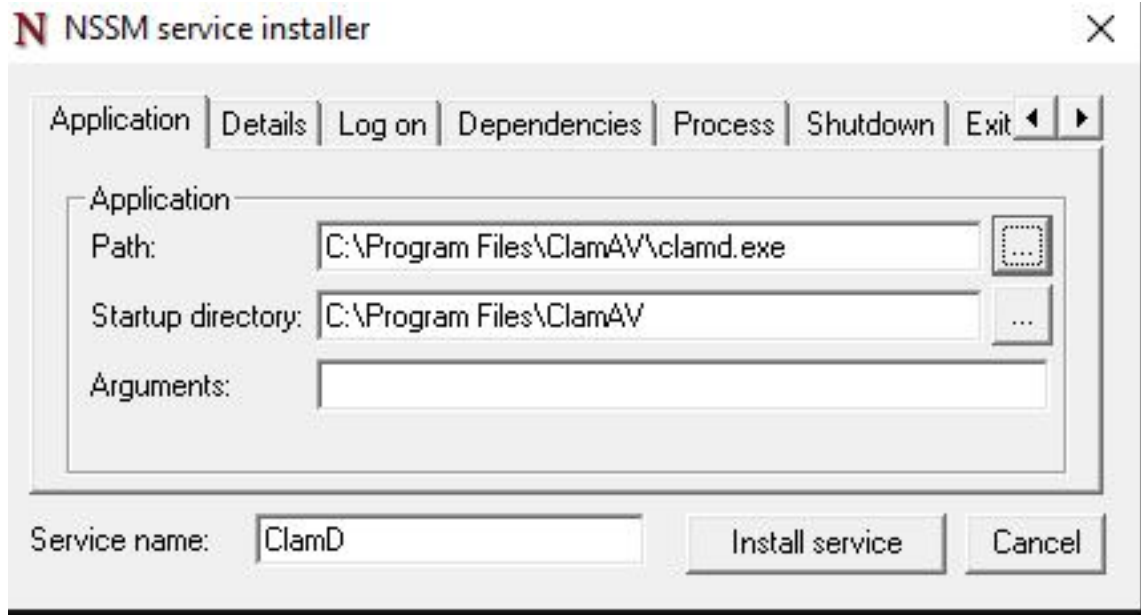 N NSSM service installer
Application Details Log on Dependencies Process Shutdown Exit
Application
Path: C:\Program Files\ClamAV\clamd.exe ...
Startup directory: C:\Program Files\ClamAV ...
Arguments:
Service name: ClamD Install service Cancel